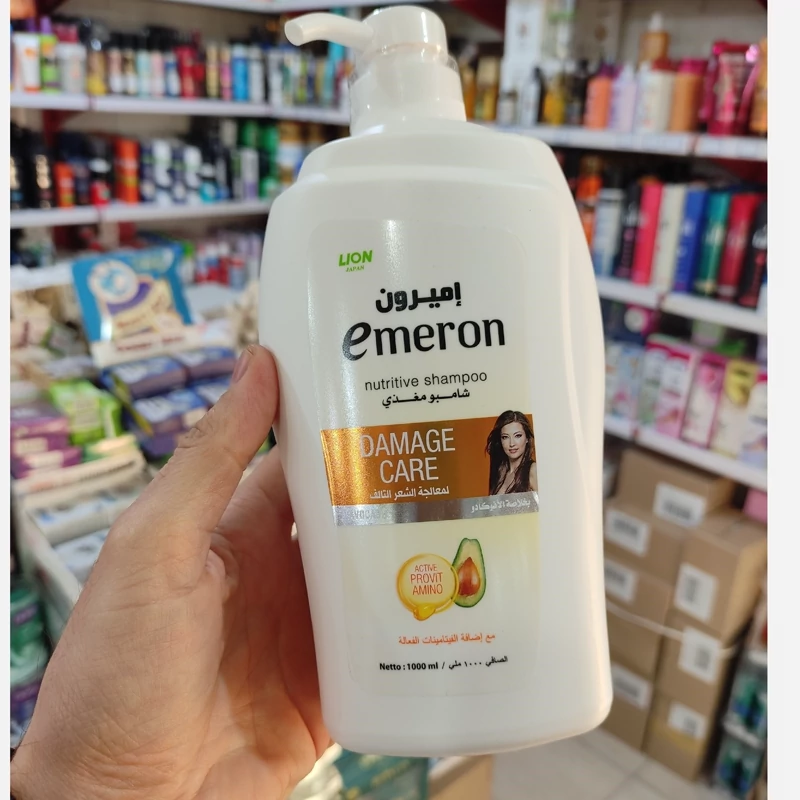 LION
JAPAN
إميرون
emeron
nutritive shampoo
شامبو مغذي
DAMAGE
CARE
لمعالجة الشعر التالف
بخلاصة الأفوكادو
ACTIVE
PROVIT
AMINO
مع إضافة الفيتامينات الفعالة
Netto : 1000 ml / الصافي ١٠٠٠ ملي